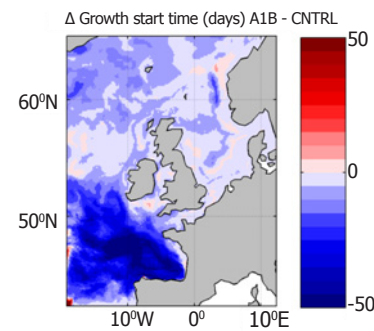 Δ Growth start time (days) A1B - CNTRL
50
60⁰N
0
50⁰N
-50
10⁰W 0⁰ 10⁰E